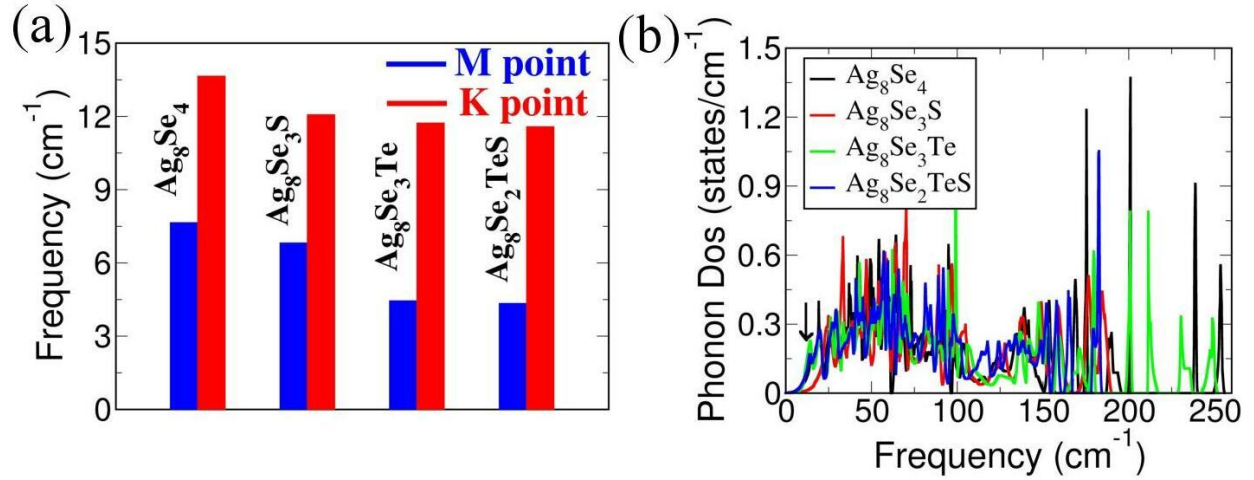 (a)
15
12
9
6
3
0
Frequency (cm⁻¹)
M point
K point
Ag₈Se₄
Ag₈Se₃S
Ag₈Se₃Te
Ag₈Se₂TeS
(b)
Phonon Dos (states/cm⁻¹)
1.5
1.2
0.9
0.6
0.3
0
Ag₈Se₄
Ag₈Se₃S
Ag₈Se₃Te
Ag₈Se₂TeS
0 50 100 150 200 250
Frequency (cm⁻¹)